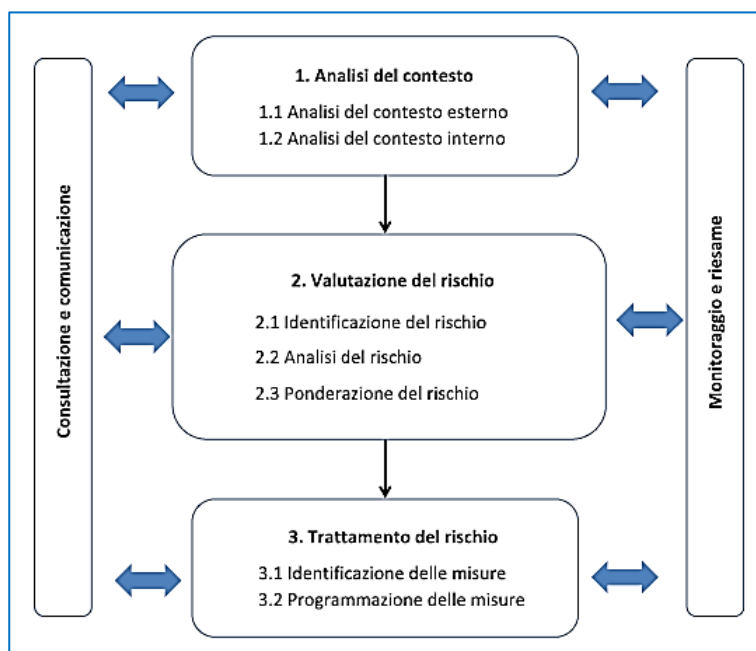 Consultazione e comunicazione
1. Analisi del contesto
1.1 Analisi del contesto esterno
1.2 Analisi del contesto interno
2. Valutazione del rischio
2.1 Identificazione del rischio
2.2 Analisi del rischio
2.3 Ponderazione del rischio
3. Trattamento del rischio
3.1 Identificazione delle misure
3.2 Programmazione delle misure
Monitoraggio e riesame